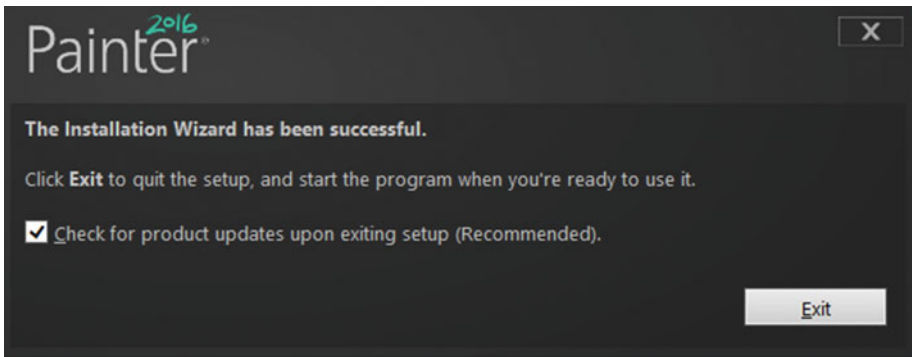 2016
Painter®
X
The Installation Wizard has been successful.
Click Exit to quit the setup, and start the program when you're ready to use it.
Check for product updates upon exiting setup (Recommended).
Exit